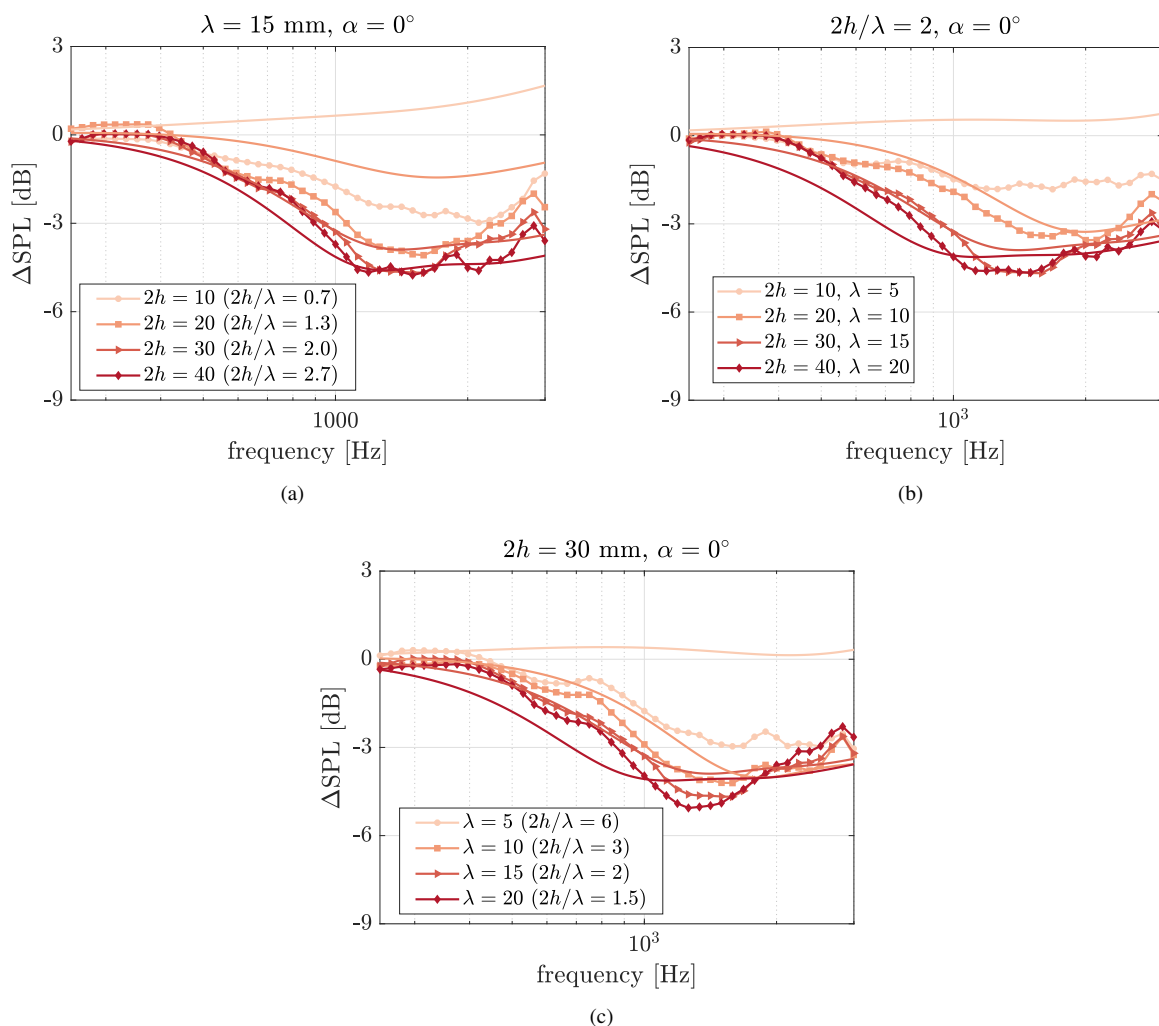 λ = 15 mm, α = 0°
3
0
-3
-6
-9
ΔSPL [dB]
2h = 10 (2h/λ = 0.7)
2h = 20 (2h/λ = 1.3)
2h = 30 (2h/λ = 2.0)
2h = 40 (2h/λ = 2.7)
1000
frequency [Hz]
(a)
2h/λ = 2, α = 0°
3
0
-3
-6
-9
ΔSPL [dB]
2h = 10, λ = 5
2h = 20, λ = 10
2h = 30, λ = 15
2h = 40, λ = 20
10³
frequency [Hz]
(b)
2h = 30 mm, α = 0°
3
0
-3
-6
-9
ΔSPL [dB]
λ = 5 (2h/λ = 6)
λ = 10 (2h/λ = 3)
λ = 15 (2h/λ = 2)
λ = 20 (2h/λ = 1.5)
10³
frequency [Hz]
(c)